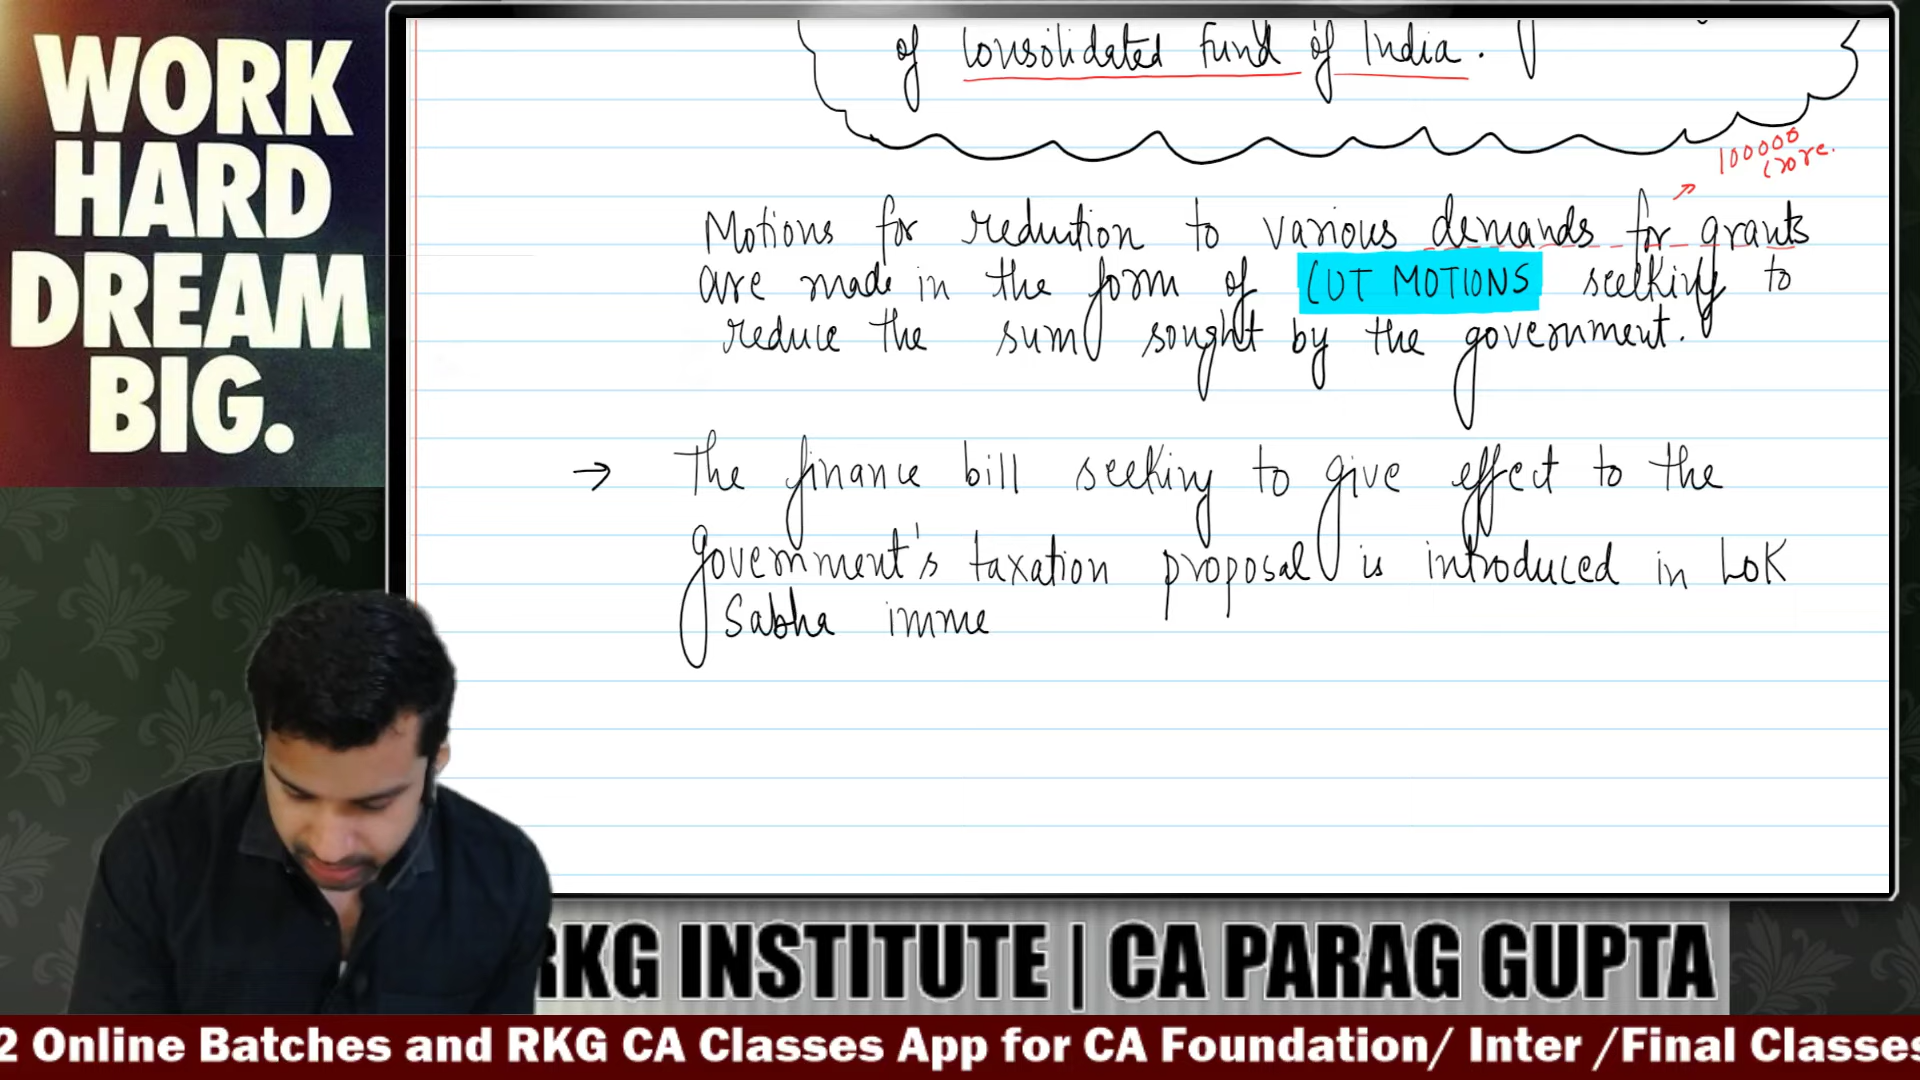 WORK
HARD
DREAM
BIG.
of Consolidated Fund of India.
100000
crore.
Motions for reduction to various demands for grants
are made in the form of CUT MOTIONS seeking to
reduce the sum sought by the government.
→ The finance bill seeking to give effect to the
government's taxation proposal is introduced in Lok
Sabha imme
RKG INSTITUTE | CA PARAG GUPTA
2 Online Batches and RKG CA Classes App for CA Foundation/ Inter /Final Classes